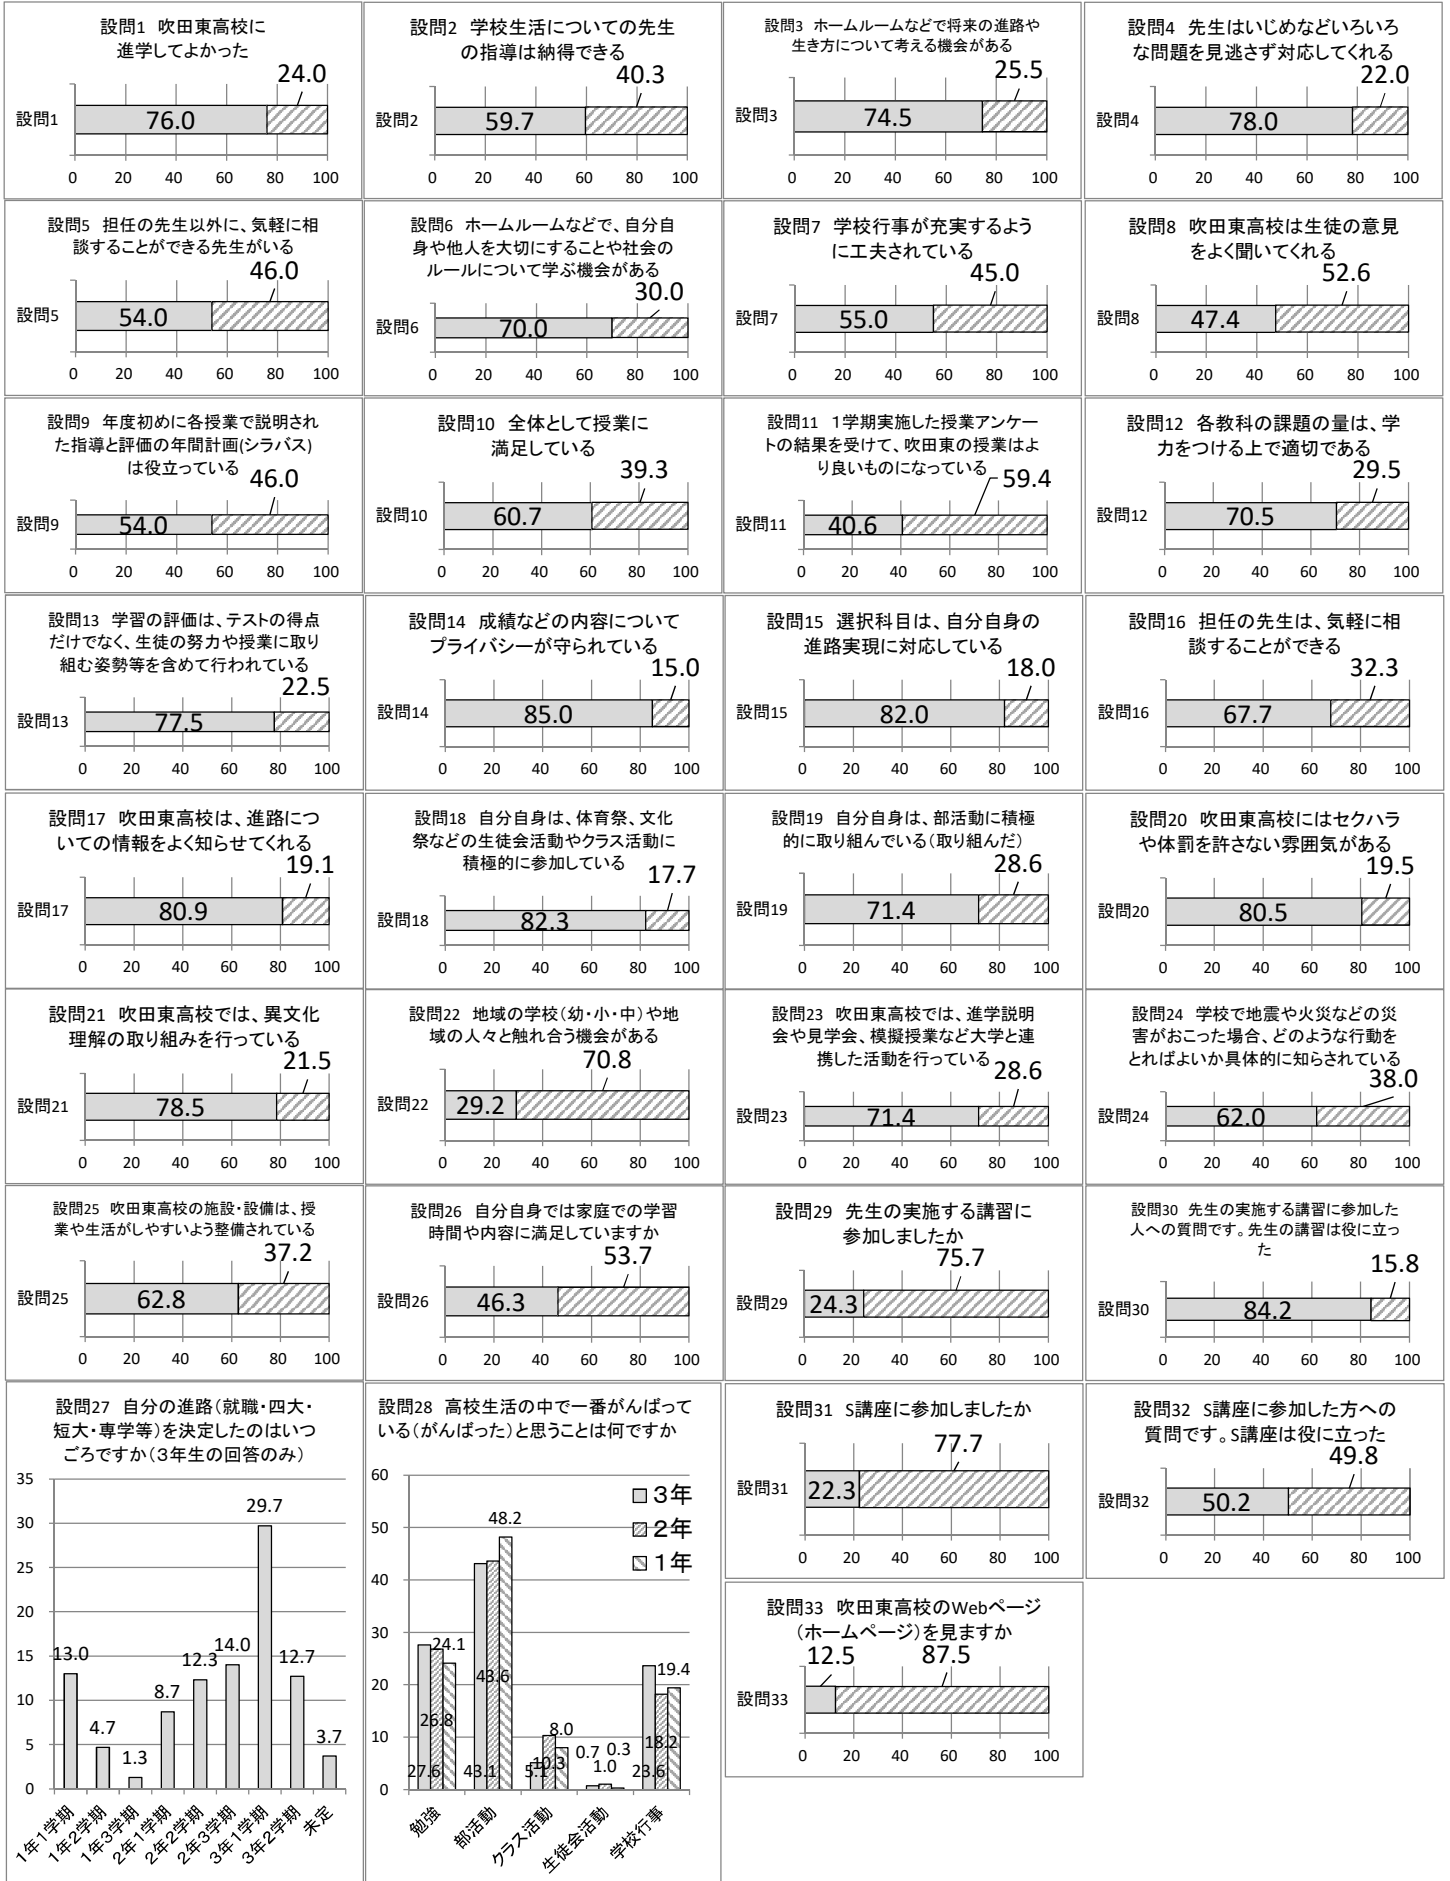 設問1 吹田東高校に
進学してよかった
24.0
設問1
76.0
0 20 40 60 80 100
設問2 学校生活についての先生
の指導は納得できる
40.3
設問2
59.7
0 20 40 60 80 100
設問3 ホームルームなどで将来の進路や
生き方について考える機会がある
25.5
設問3
74.5
0 20 40 60 80 100
設問4 先生はいじめなどいろいろ
な問題を見逃さず対応してくれる
22.0
設問4
78.0
0 20 40 60 80 100
設問5 担任の先生以外に、気軽に相
談することができる先生がいる
46.0
設問5
54.0
0 20 40 60 80 100
設問6 ホームルームなどで、自分自
身や他人を大切にすることや社会の
ルールについて学ぶ機会がある
30.0
設問6
70.0
0 20 40 60 80 100
設問7 学校行事が充実するよう
に工夫されている
45.0
設問7
55.0
0 20 40 60 80 100
設問8 吹田東高校は生徒の意見
をよく聞いてくれる
52.6
設問8
47.4
0 20 40 60 80 100
設問9 年度初めに各授業で説明され
た指導と評価の年間計画(シラバス)
は役立っている
46.0
設問9
54.0
0 20 40 60 80 100
設問10 全体として授業に
満足している
39.3
設問10
60.7
0 20 40 60 80 100
設問11 1学期実施した授業アンケー
トの結果を受けて、吹田東の授業はよ
り良いものになっている
59.4
設問11
40.6
0 20 40 60 80 100
設問12 各教科の課題の量は、学
力をつける上で適切である
29.5
設問12
70.5
0 20 40 60 80 100
設問13 学習の評価は、テストの得点
だけでなく、生徒の努力や授業に取り
組む姿勢等を含めて行われている
22.5
設問13
77.5
0 20 40 60 80 100
設問14 成績などの内容について
プライバシーが守られている
15.0
設問14
85.0
0 20 40 60 80 100
設問15 選択科目は、自分自身の
進路実現に対応している
18.0
設問15
82.0
0 20 40 60 80 100
設問16 担任の先生は、気軽に相
談することができる
32.3
設問16
67.7
0 20 40 60 80 100
設問17 吹田東高校は、進路につ
いての情報をよく知らせてくれる
19.1
設問17
80.9
0 20 40 60 80 100
設問18 自分自身は、体育祭、文化
祭などの生徒会活動やクラス活動に
積極的に参加している
17.7
設問18
82.3
0 20 40 60 80 100
設問19 自分自身は、部活動に積極
的に取り組んでいる（取り組んだ）
28.6
設問19
71.4
0 20 40 60 80 100
設問20 吹田東高校にはセクハラ
や体罰を許さない雰囲気がある
19.5
設問20
80.5
0 20 40 60 80 100
設問21 吹田東高校では、異文化
理解の取り組みを行っている
21.5
設問21
78.5
0 20 40 60 80 100
設問22 地域の学校（幼・小・中）や地
域の人々と触れ合う機会がある
70.8
設問22
29.2
0 20 40 60 80 100
設問23 吹田東高校では、進学説明
会や見学会、模擬授業など大学と連
携した活動を行っている
28.6
設問23
71.4
0 20 40 60 80 100
設問24 学校で地震や火災などの災
害がおこった場合、どのような行動を
とればよいか具体的に知らされている
38.0
設問24
62.0
0 20 40 60 80 100
設問25 吹田東高校の施設・設備は、授
業や生活がしやすいよう整備されている
37.2
設問25
62.8
0 20 40 60 80 100
設問26 自分自身では家庭での学習
時間や内容に満足していますか
53.7
設問26
46.3
0 20 40 60 80 100
設問29 先生の実施する講習に
参加しましたか
75.7
設問29
24.3
0 20 40 60 80 100
設問30 先生の実施する講習に参加した
人への質問です。先生の講習は役に立っ
た
15.8
設問30
84.2
0 20 40 60 80 100
設問27 自分の進路（就職・四大・
短大・専学等）を決定したのはいつ
ごろですか（3年生の回答のみ）
35
30
25
20
15
10
5
0
13.0
4.7
1.3
8.7
12.3
14.0
29.7
12.7
3.7
1年1学期
1年2学期
1年3学期
2年1学期
2年2学期
2年3学期
3年1学期
3年2学期
未定
設問28 高校生活の中で一番がんばって
いる（がんばった）と思うことは何ですか
60
50
40
30
20
10
0
3年
2年
1年
27.6
26.8
24.1
43.1
43.6
48.2
5.1
10.3
8.0
0.7
1.0
0.3
23.6
18.2
19.4
勉強
部活動
クラス活動
生徒会活動
学校行事
設問31 S講座に参加しましたか
77.7
設問31
22.3
0 20 40 60 80 100
設問32 S講座に参加した方への
質問です。S講座は役に立った
49.8
設問32
50.2
0 20 40 60 80 100
設問33 吹田東高校のWebページ
（ホームページ）を見ますか
12.5 87.5
設問33
0 20 40 60 80 100